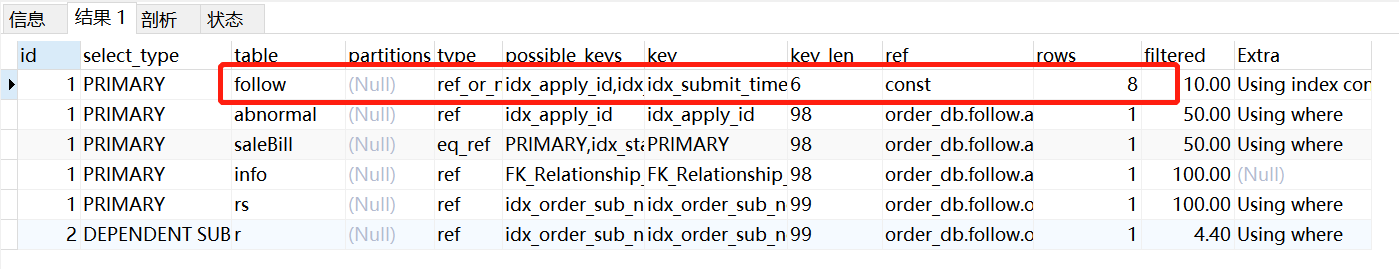 信息 结果 1 剖析 状态
id select_type table partitions type possible_keys key key_len ref rows filtered Extra
1 PRIMARY follow (Null) ref_or_n idx_apply_id,idx idx_submit_time 6 const 8 10.00 Using index con
1 PRIMARY abnormal (Null) ref idx_apply_id idx_apply_id 98 order_db.follow.a 1 50.00 Using where
1 PRIMARY saleBill (Null) eq_ref PRIMARY,idx_sta PRIMARY 98 order_db.follow.a 1 50.00 Using where
1 PRIMARY info (Null) ref FK_Relationship_ FK_Relationship_ 98 order_db.follow.a 1 100.00 (Null)
1 PRIMARY rs (Null) ref idx_order_sub_n idx_order_sub_n 99 order_db.follow.o 1 100.00 Using where
2 DEPENDENT SUB r (Null) ref idx_order_sub_n idx_order_sub_n 99 order_db.follow.o 1 4.40 Using where